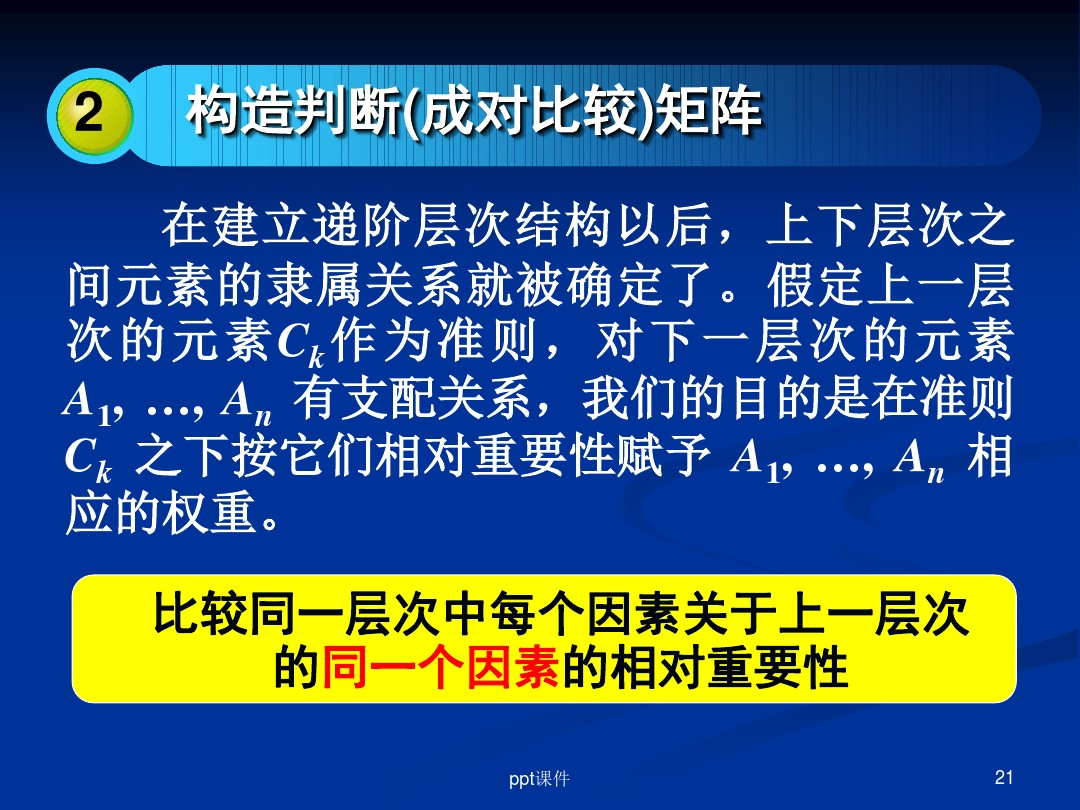 2
构造判断(成对比较)矩阵
在建立递阶层次结构以后，上下层次之
间元素的隶属关系就被确定了。假定上一层
次的元素Ck作为准则，对下一层次的元素
A1, …, An 有支配关系，我们的目的是在准则
Ck 之下按它们相对重要性赋予 A1, …, An 相
应的权重。
比较同一层次中每个因素关于上一层次
的同一个因素的相对重要性
ppt课件
21